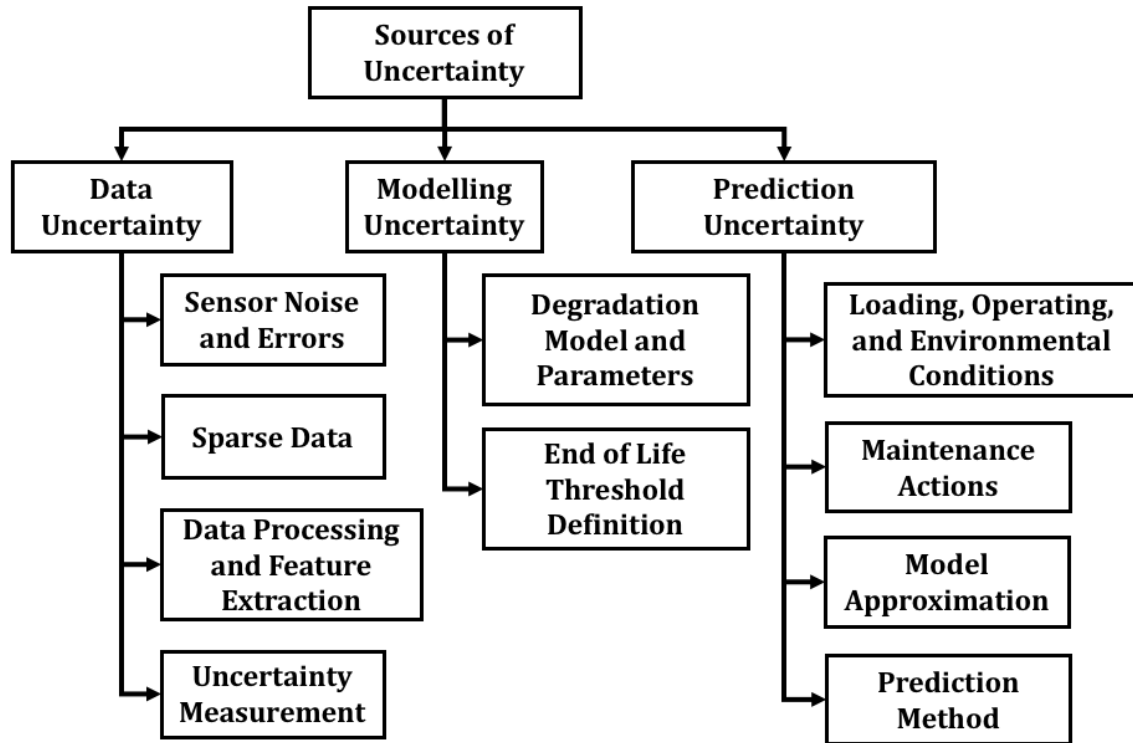 Sources of
Uncertainty
Data
Uncertainty
Modelling
Uncertainty
Prediction
Uncertainty
Sensor Noise
and Errors
Sparse Data
Data Processing
and Feature
Extraction
Uncertainty
Measurement
Degradation
Model and
Parameters
End of Life
Threshold
Definition
Loading, Operating,
and Environmental
Conditions
Maintenance
Actions
Model
Approximation
Prediction
Method